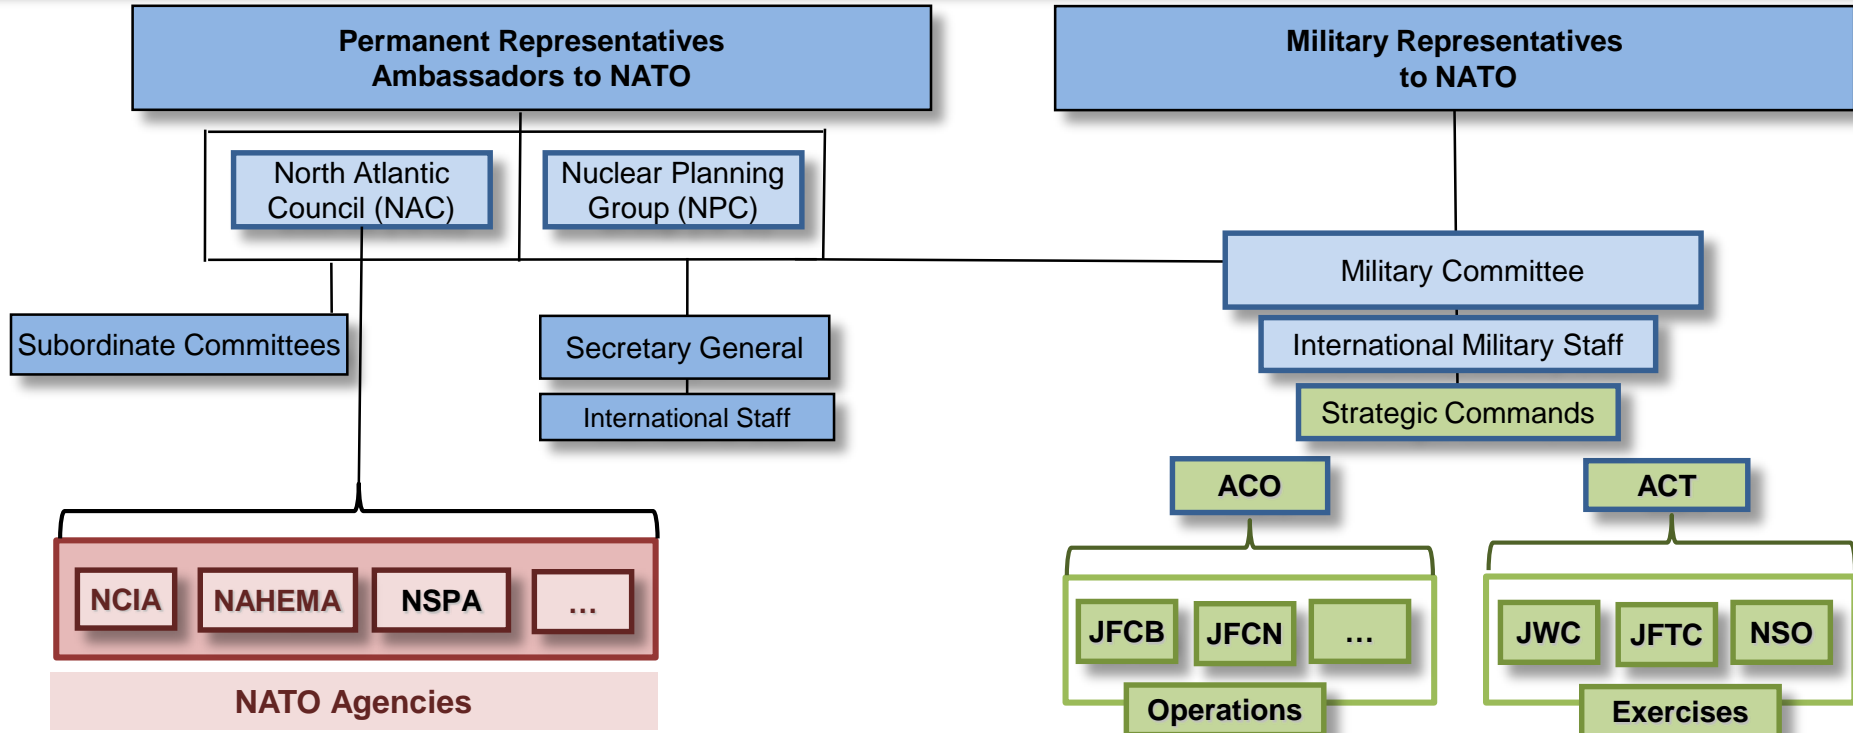 Permanent Representatives
Ambassadors to NATO
Military Representatives
to NATO
North Atlantic
Council (NAC)
Nuclear Planning
Group (NPC)
Military Committee
Subordinate Committees
Secretary General
International Military Staff
International Staff
Strategic Commands
ACO
ACT
NCIA
NAHEMA
NSPA
...
JFCB
JFCN
...
JWC
JFTC
NSO
NATO Agencies
Operations
Exercises